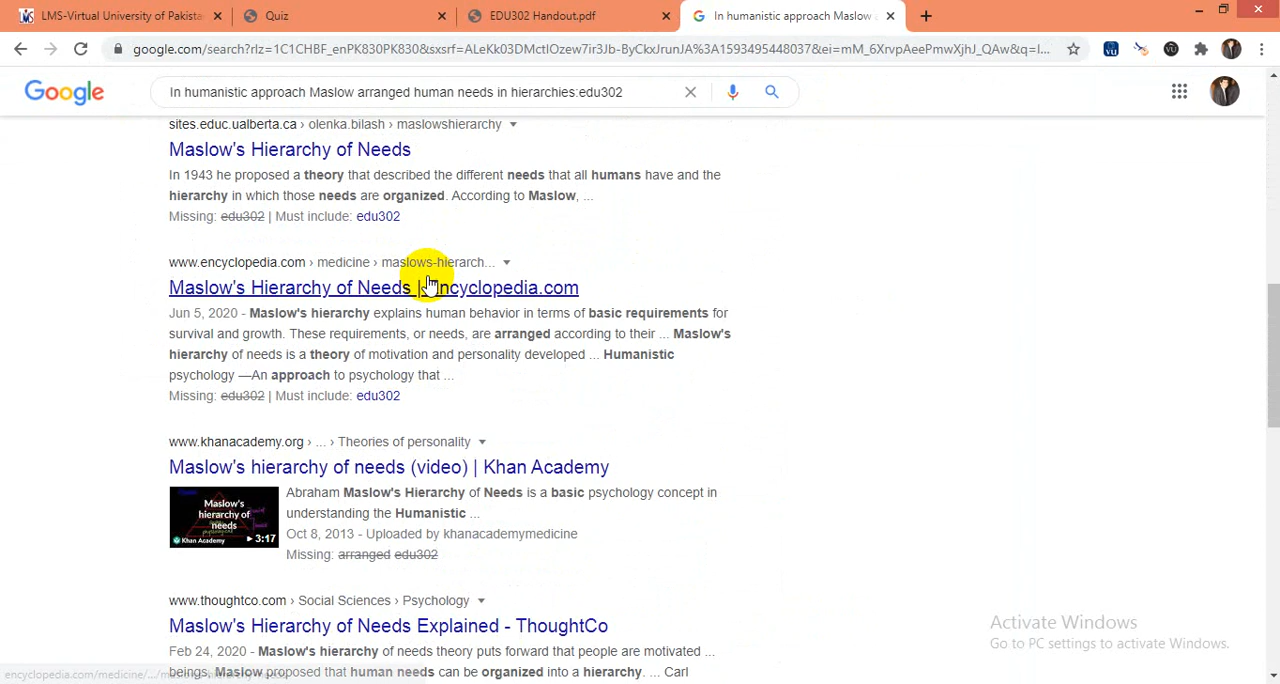 LMS-Virtual University of Pakista
Quiz
EDU302 Handout.pdf
In humanistic approach Maslow a
google.com/search?rlz=1C1CHBF_enPK830PK830&sxsrf=ALeKk03DMctIOzew7ir3Jb-ByCkxJrunJA%3A1593495448037&ei=mM_6XrvpAeePmwXjhJ_QAw&q=I...
Google
In humanistic approach Maslow arranged human needs in hierarchies:edu302
sites.educ.ualberta.ca › olenka.bilash › maslowshierarchy
Maslow's Hierarchy of Needs
In 1943 he proposed a theory that described the different needs that all humans have and the
hierarchy in which those needs are organized. According to Maslow, ...
Missing: edu302 | Must include: edu302
www.encyclopedia.com › medicine › maslows-hierarch...
Maslow's Hierarchy of Needs | Encyclopedia.com
Jun 5, 2020 - Maslow's hierarchy explains human behavior in terms of basic requirements for
survival and growth. These requirements, or needs, are arranged according to their ... Maslow's
hierarchy of needs is a theory of motivation and personality developed ... Humanistic
psychology —An approach to psychology that ...
Missing: edu302 | Must include: edu302
www.khanacademy.org › ... › Theories of personality
Maslow's hierarchy of needs (video) | Khan Academy
Maslow's
hierarchy of
needs
Khan Academy
3:17
Abraham Maslow's Hierarchy of Needs is a basic psychology concept in
understanding the Humanistic ...
Oct 8, 2013 - Uploaded by khanacademymedicine
Missing: arranged edu302
www.thoughtco.com › Social Sciences › Psychology
Maslow's Hierarchy of Needs Explained - ThoughtCo
Feb 24, 2020 - Maslow's hierarchy of needs theory puts forward that people are motivated ...
beings, Maslow proposed that human needs can be organized into a hierarchy. ... Carl
Activate Windows
Go to PC settings to activate Windows.